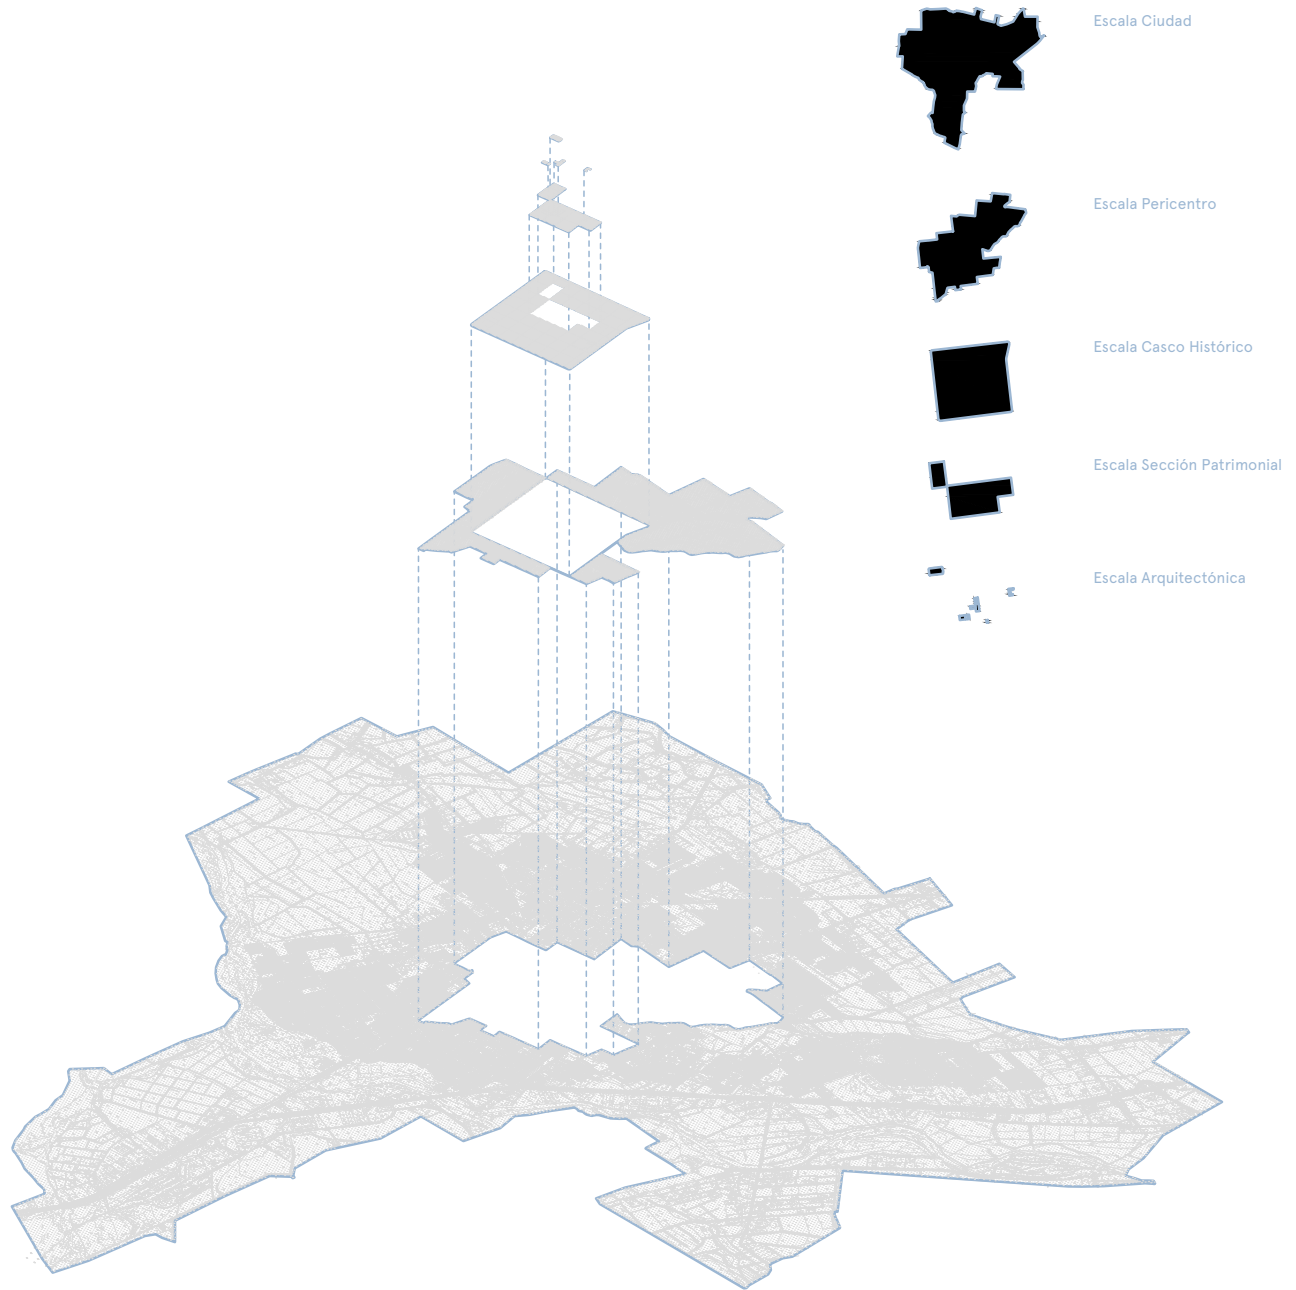 Escala Ciudad
Escala Pericentro
Escala Casco Histórico
Escala Sección Patrimonial
Escala Arquitectónica